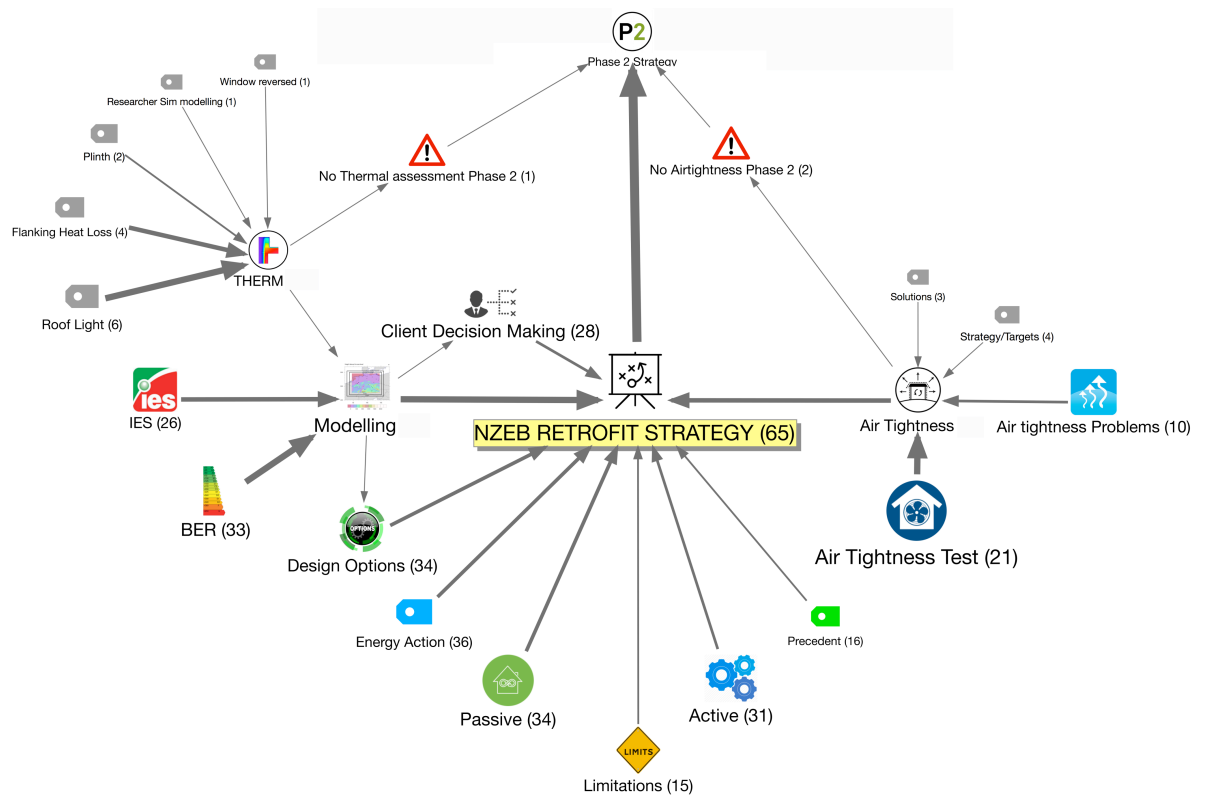 P2
Phase 2 Strategy
Window reversed (1)
Researcher Sim modelling (1)
Plinth (2)
No Thermal assessment Phase 2 (1)
No Airtightness Phase 2 (2)
Flanking Heat Loss (4)
THERM
Roof Light (6)
Solutions (3)
Strategy/Targets (4)
Client Decision Making (28)
ies
IES (26)
Modelling
NZEB RETROFIT STRATEGY (65)
Air Tightness
Air tightness Problems (10)
BER (33)
OPTIONS
Design Options (34)
Air Tightness Test (21)
Energy Action (36)
Precedent (16)
Passive (34)
Active (31)
LIMITS
Limitations (15)